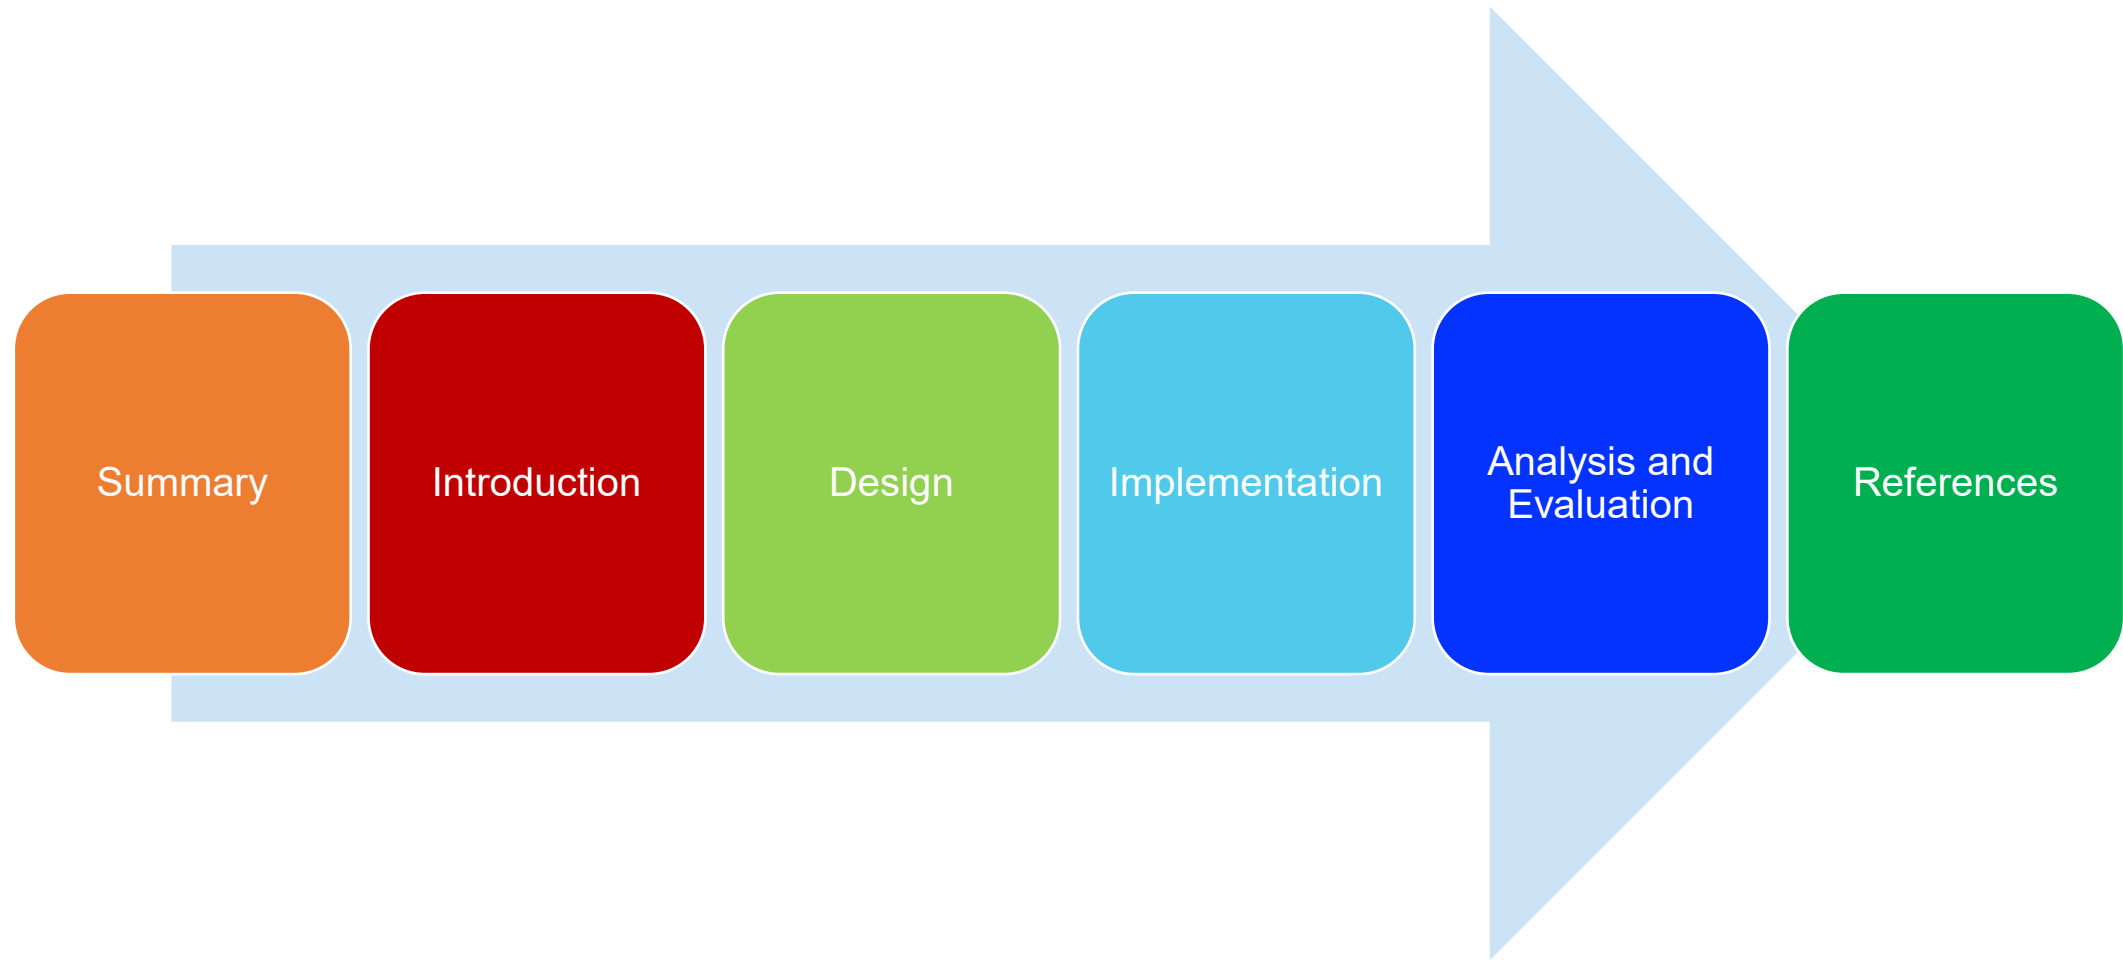 Summary
Introduction
Design
Implementation
Analysis and
Evaluation
References